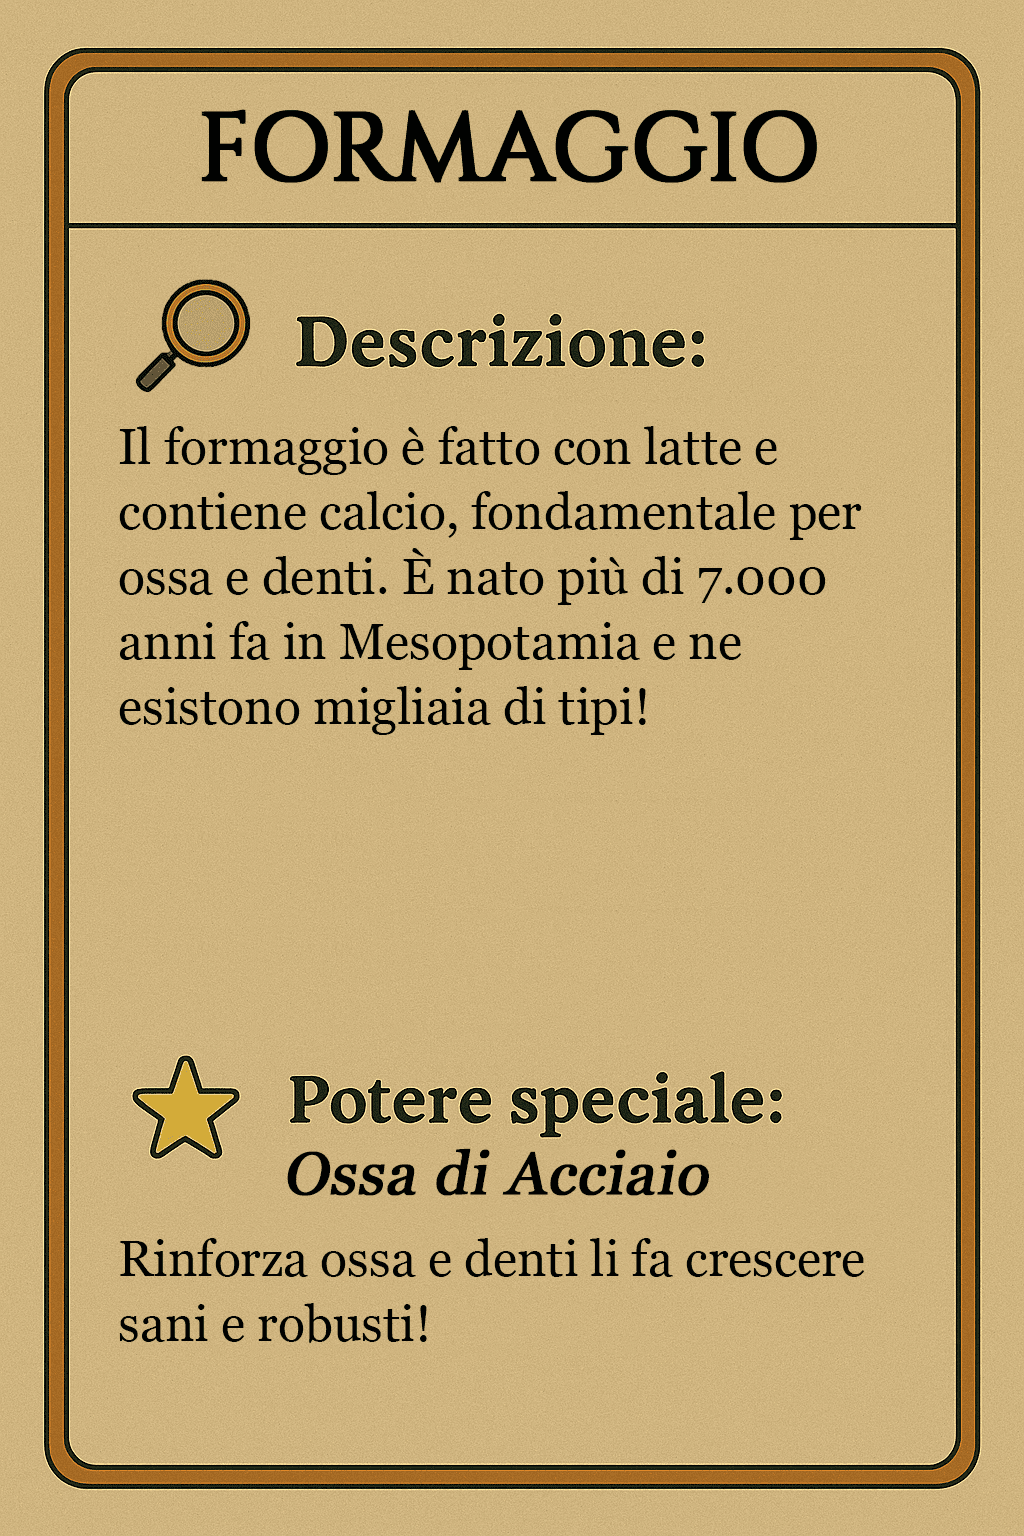 FORMAGGIO
Descrizione:
Il formaggio è fatto con latte e
contiene calcio, fondamentale per
ossa e denti. È nato più di 7.000
anni fa in Mesopotamia e ne
esistono migliaia di tipi!
Potere speciale:
Ossa di Acciaio
Rinforza ossa e denti li fa crescere
sani e robusti!